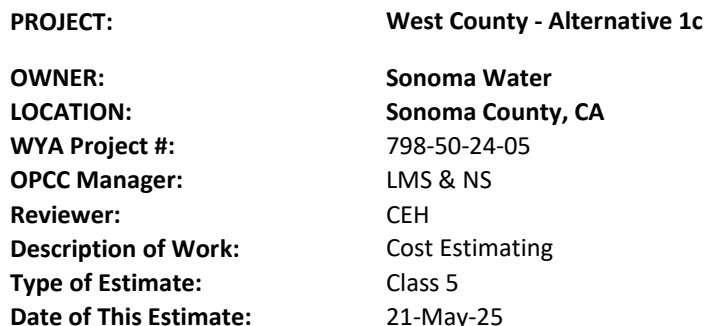 PROJECT: West County - Alternative 1c
OWNER: Sonoma Water
LOCATION: Sonoma County, CA
WYA Project #: 798-50-24-05
OPCC Manager: LMS & NS
Reviewer: CEH
Description of Work: Cost Estimating
Type of Estimate: Class 5
Date of This Estimate: 21-May-25